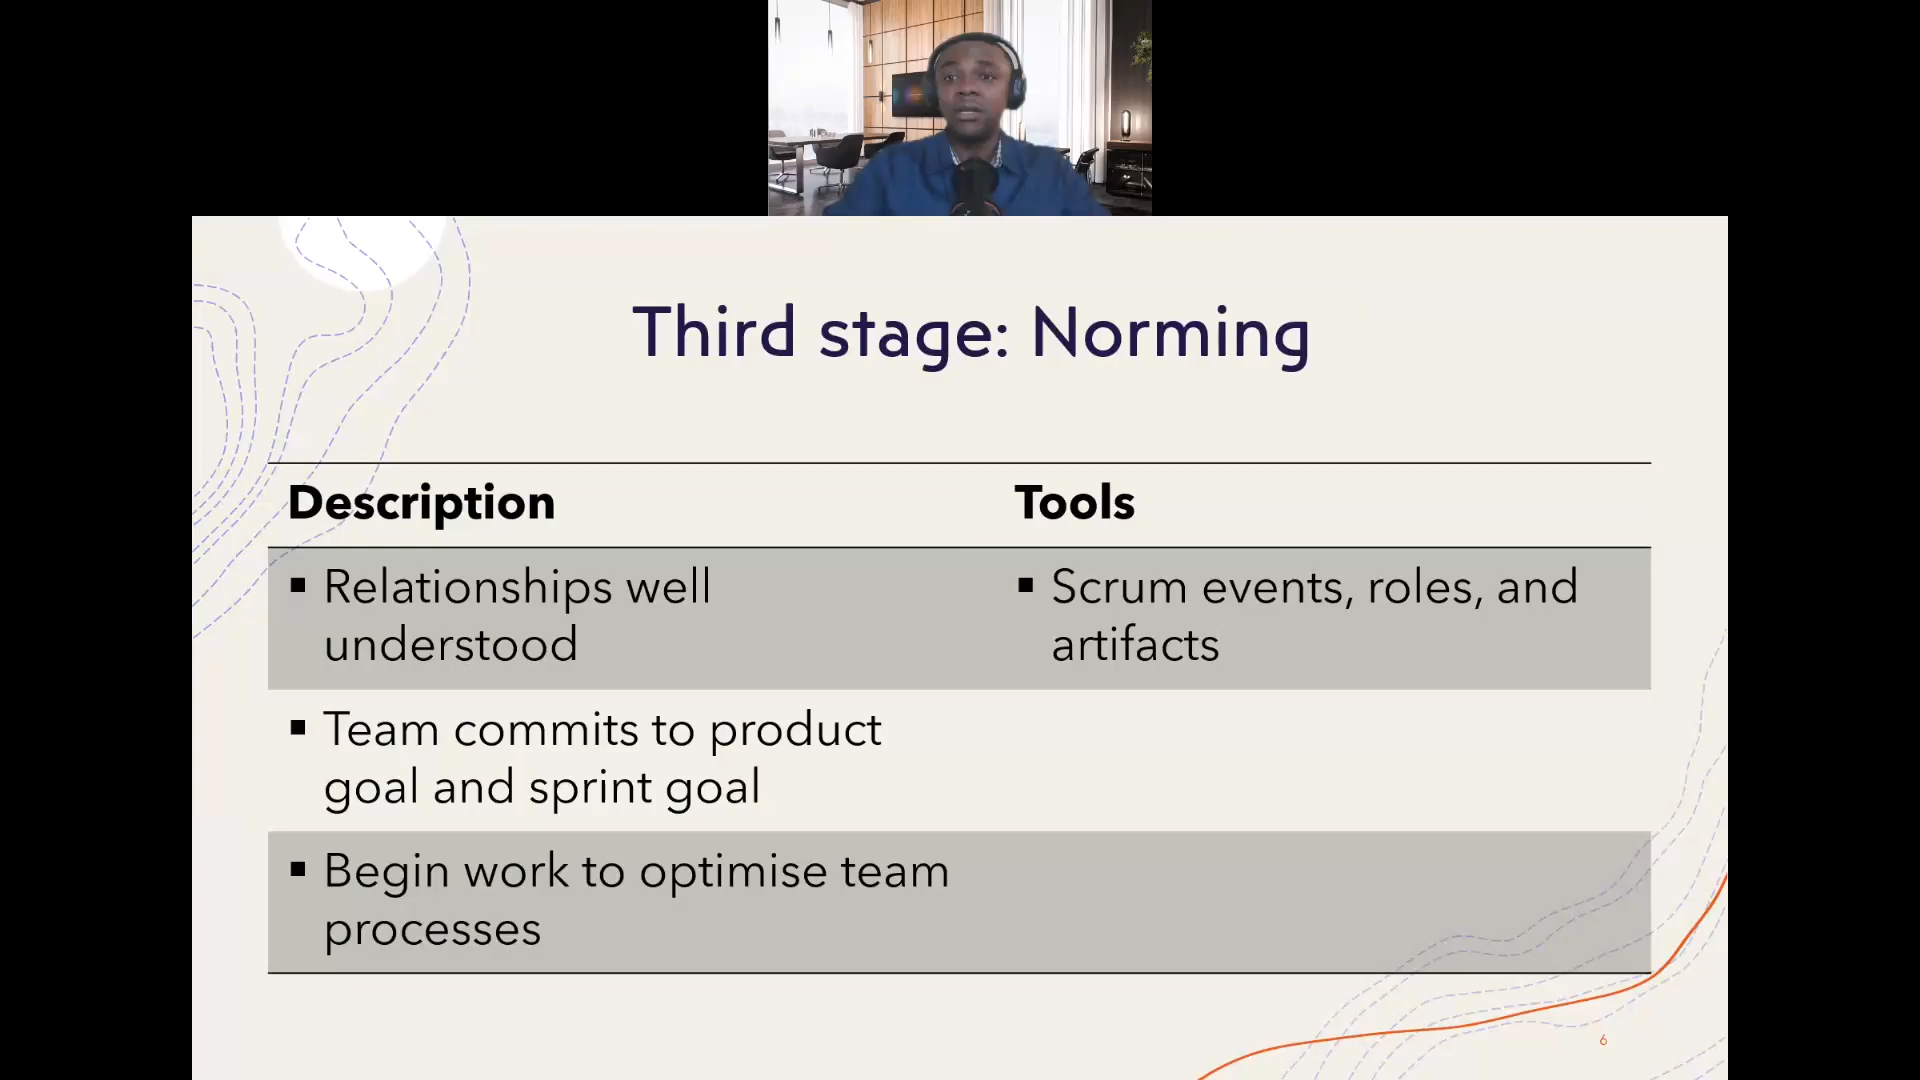 Third stage: Norming
Description
Tools
▪ Relationships well
understood
▪ Scrum events, roles, and
artifacts
▪ Team commits to product
goal and sprint goal
▪ Begin work to optimise team
processes
6